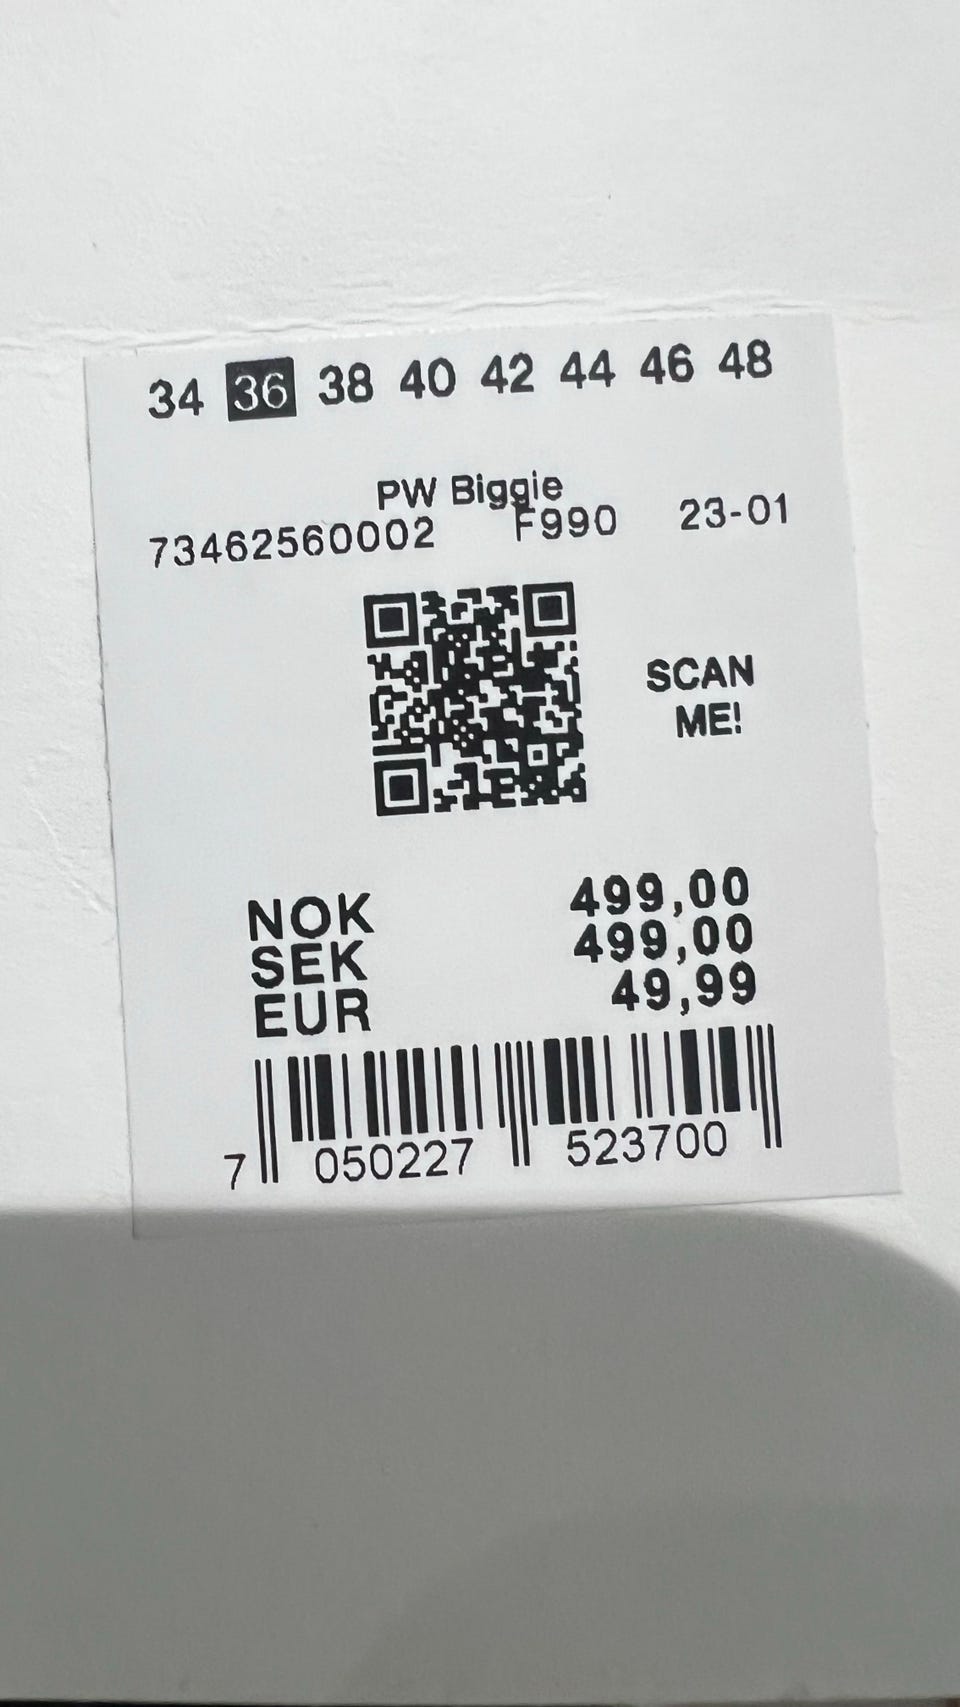 34 36 38 40 42 44 46 48
PW Biggie
73462560002 F990 23-01
SCAN
ME!
NOK 499,00
SEK 499,00
EUR 49,99
7 050227 523700